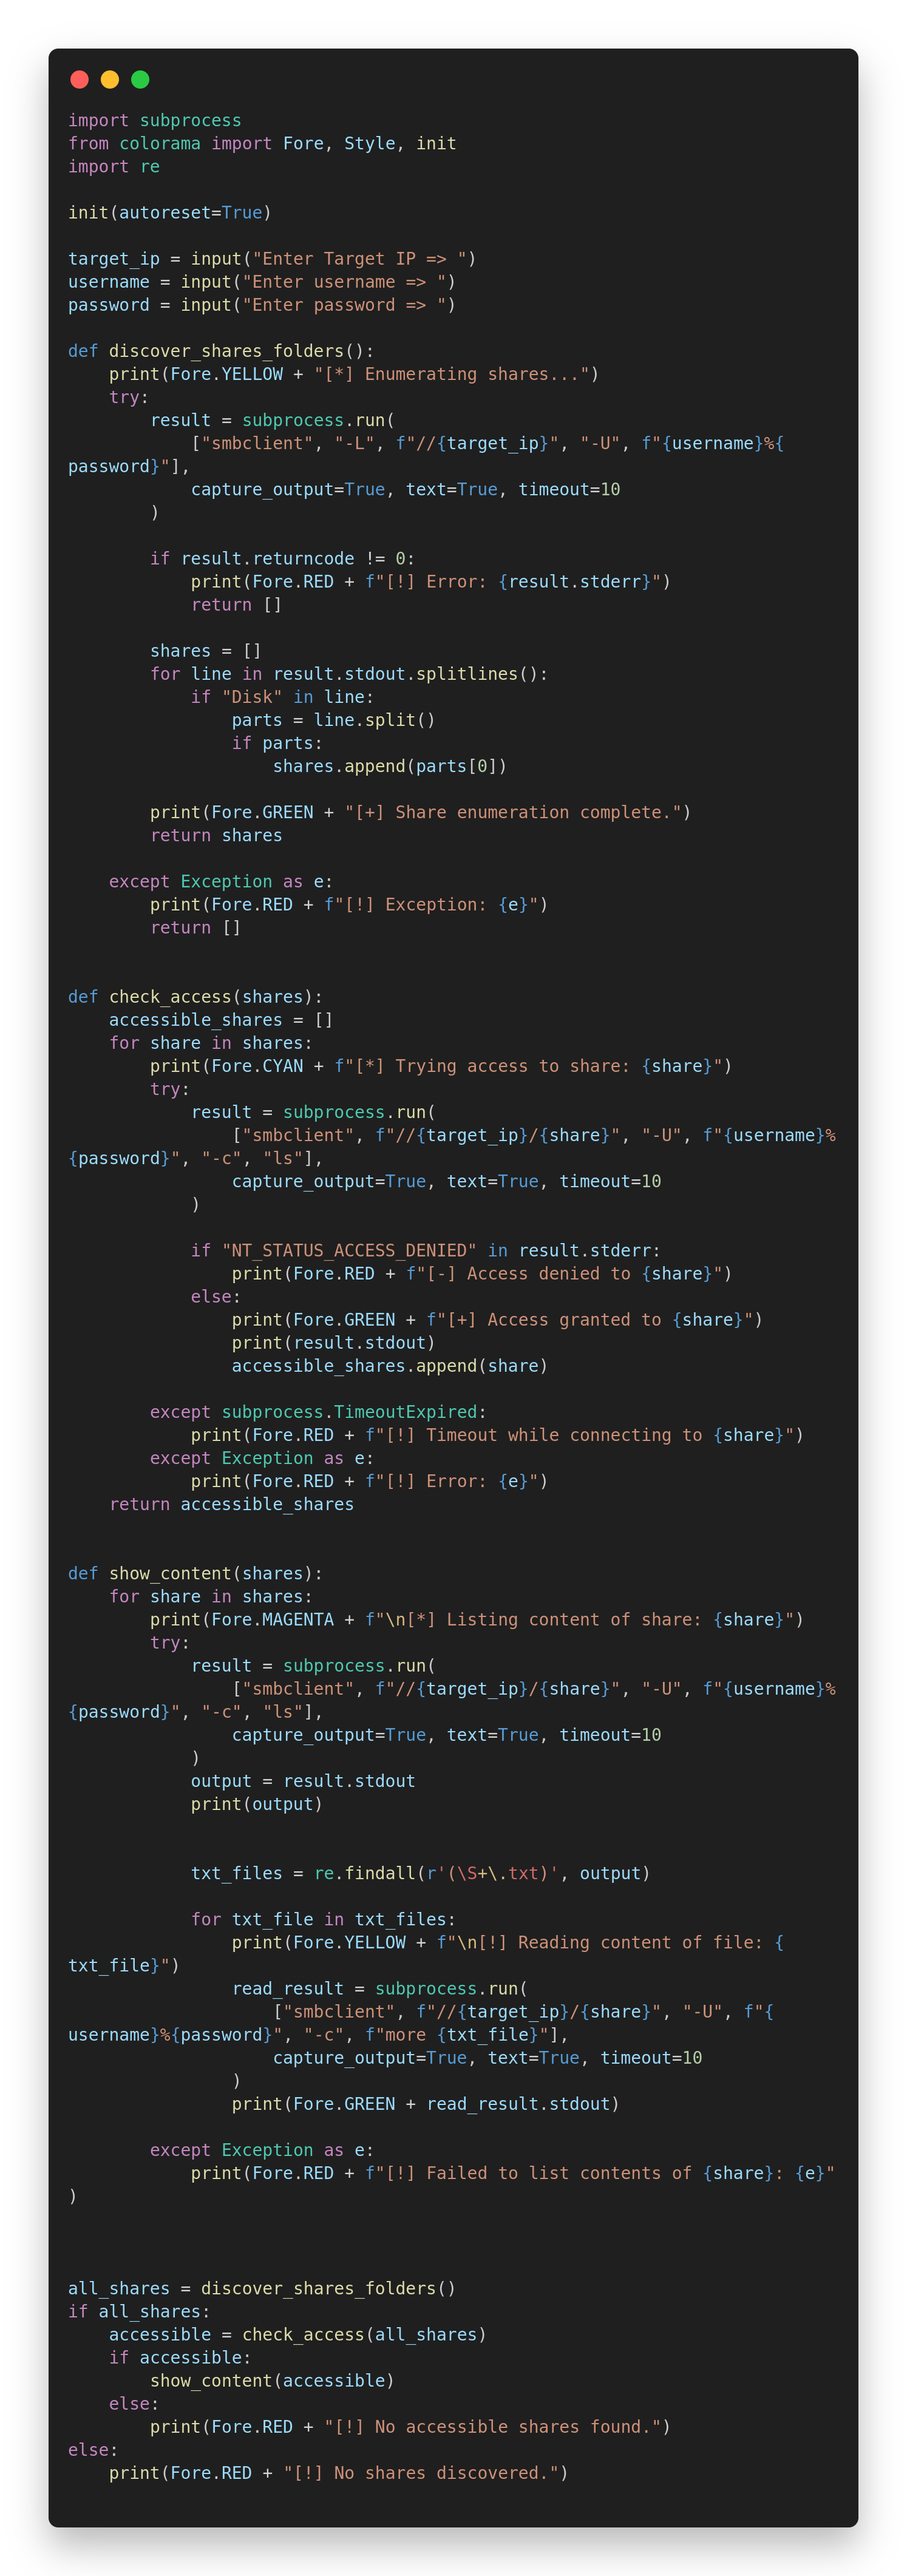 import subprocess
from colorama import Fore, Style, init
import re

init(autoreset=True)

target_ip = input("Enter Target IP => ")
username = input("Enter username => ")
password = input("Enter password => ")

def discover_shares_folders():
    print(Fore.YELLOW + "[*] Enumerating shares...")
    try:
        result = subprocess.run(
            ["smbclient", "-L", f"//{target_ip}", "-U", f"{username}%{
password}"],
            capture_output=True, text=True, timeout=10
        )

        if result.returncode != 0:
            print(Fore.RED + f"[!] Error: {result.stderr}")
            return []

        shares = []
        for line in result.stdout.splitlines():
            if "Disk" in line:
                parts = line.split()
                if parts:
                    shares.append(parts[0])

        print(Fore.GREEN + "[+] Share enumeration complete.")
        return shares

    except Exception as e:
        print(Fore.RED + f"[!] Exception: {e}")
        return []


def check_access(shares):
    accessible_shares = []
    for share in shares:
        print(Fore.CYAN + f"[*] Trying access to share: {share}")
        try:
            result = subprocess.run(
                ["smbclient", f"//{target_ip}/{share}", "-U", f"{username}%
{password}", "-c", "ls"],
                capture_output=True, text=True, timeout=10
            )

            if "NT_STATUS_ACCESS_DENIED" in result.stderr:
                print(Fore.RED + f"[-] Access denied to {share}")
            else:
                print(Fore.GREEN + f"[+] Access granted to {share}")
                print(result.stdout)
                accessible_shares.append(share)

        except subprocess.TimeoutExpired:
            print(Fore.RED + f"[!] Timeout while connecting to {share}")
        except Exception as e:
            print(Fore.RED + f"[!] Error: {e}")
    return accessible_shares


def show_content(shares):
    for share in shares:
        print(Fore.MAGENTA + f"\n[*] Listing content of share: {share}")
        try:
            result = subprocess.run(
                ["smbclient", f"//{target_ip}/{share}", "-U", f"{username}%
{password}", "-c", "ls"],
                capture_output=True, text=True, timeout=10
            )
            output = result.stdout
            print(output)


            txt_files = re.findall(r'(\S+\.txt)', output)

            for txt_file in txt_files:
                print(Fore.YELLOW + f"\n[!] Reading content of file: {
txt_file}")
                read_result = subprocess.run(
                    ["smbclient", f"//{target_ip}/{share}", "-U", f"{
username}%{password}", "-c", f"more {txt_file}"],
                    capture_output=True, text=True, timeout=10
                )
                print(Fore.GREEN + read_result.stdout)

        except Exception as e:
            print(Fore.RED + f"[!] Failed to list contents of {share}: {e}"
)



all_shares = discover_shares_folders()
if all_shares:
    accessible = check_access(all_shares)
    if accessible:
        show_content(accessible)
    else:
        print(Fore.RED + "[!] No accessible shares found.")
else:
    print(Fore.RED + "[!] No shares discovered.")